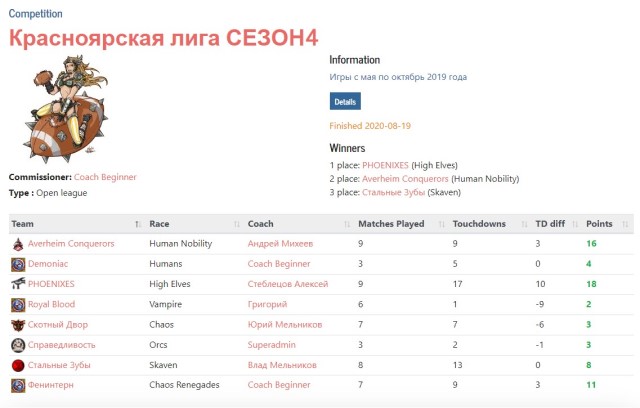 Competition
Красноярская лига СЕЗОН4
Information
Игры с мая по октябрь 2019 года
Details
Finished 2020-08-19
Winners
1 place: PHOENIXES (High Elves)
2 place: Averheim Conquerors (Human Nobility)
3 place: Стальные Зубы (Skaven)
Commissioner: Coach Beginner
Type : Open league
Team Race Coach Matches Played Touchdowns TD diff Points
Averheim Conquerors Human Nobility Андрей Михеев 9 9 3 16
Demoniac Humans Coach Beginner 3 5 0 4
PHOENIXES High Elves Стеблецов Алексей 9 17 10 18
Royal Blood Vampire Григорий 6 1 -9 2
Скотный Двор Chaos Юрий Мельников 7 7 -6 3
Справедливость Orcs Superadmin 3 2 -1 3
Стальные Зубы Skaven Влад Мельников 8 13 0 8
Фенинтерн Chaos Renegades Coach Beginner 7 9 3 11